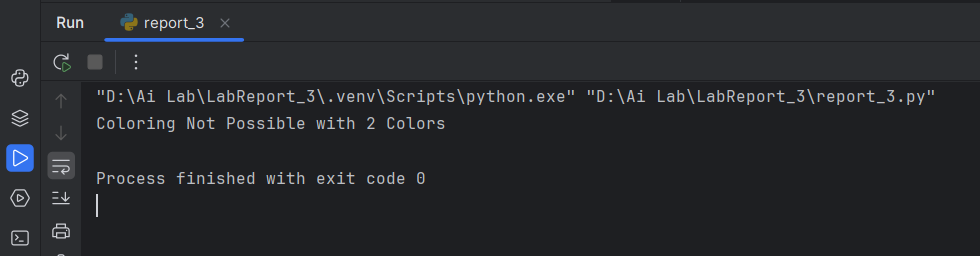 Run report_3
"D:\Ai Lab\LabReport_3\.venv\Scripts\python.exe" "D:\Ai Lab\LabReport_3\report_3.py"
Coloring Not Possible with 2 Colors
Process finished with exit code 0